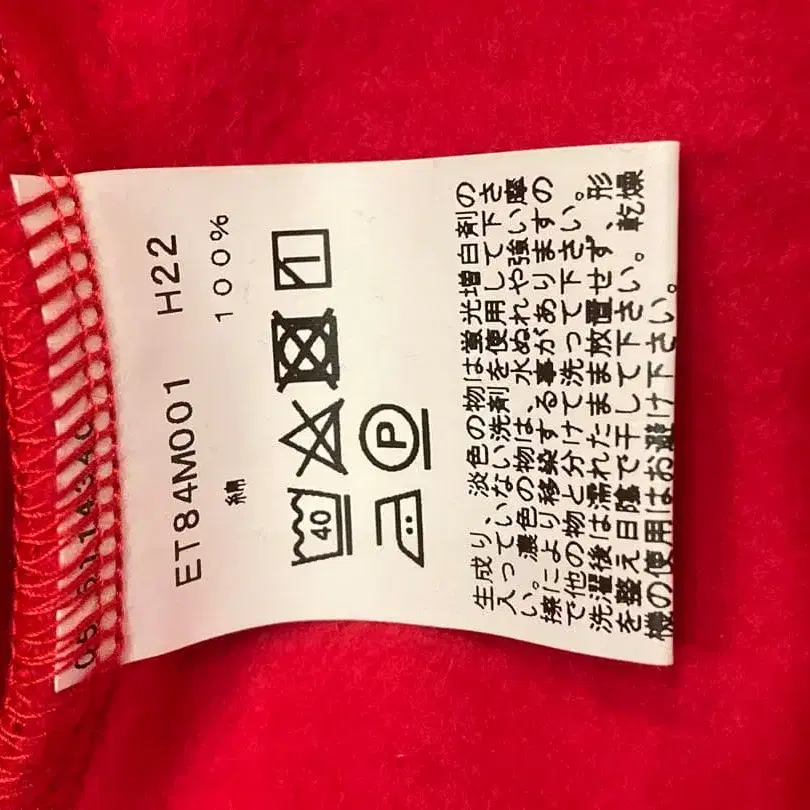 ET84M001 H22
綿 100%
40
P
生成り、淡色の物は蛍光増白剤の
入っていない洗剤を使用して下さ
い。濃色の物は、水ぬれや強い摩
擦により移染する事がありますの
で他の物と分けて洗って下さい。
洗濯後は濡れたまま放置せず、形
を整え日陰で干して下さい。乾燥
機の使用はお避け下さい。